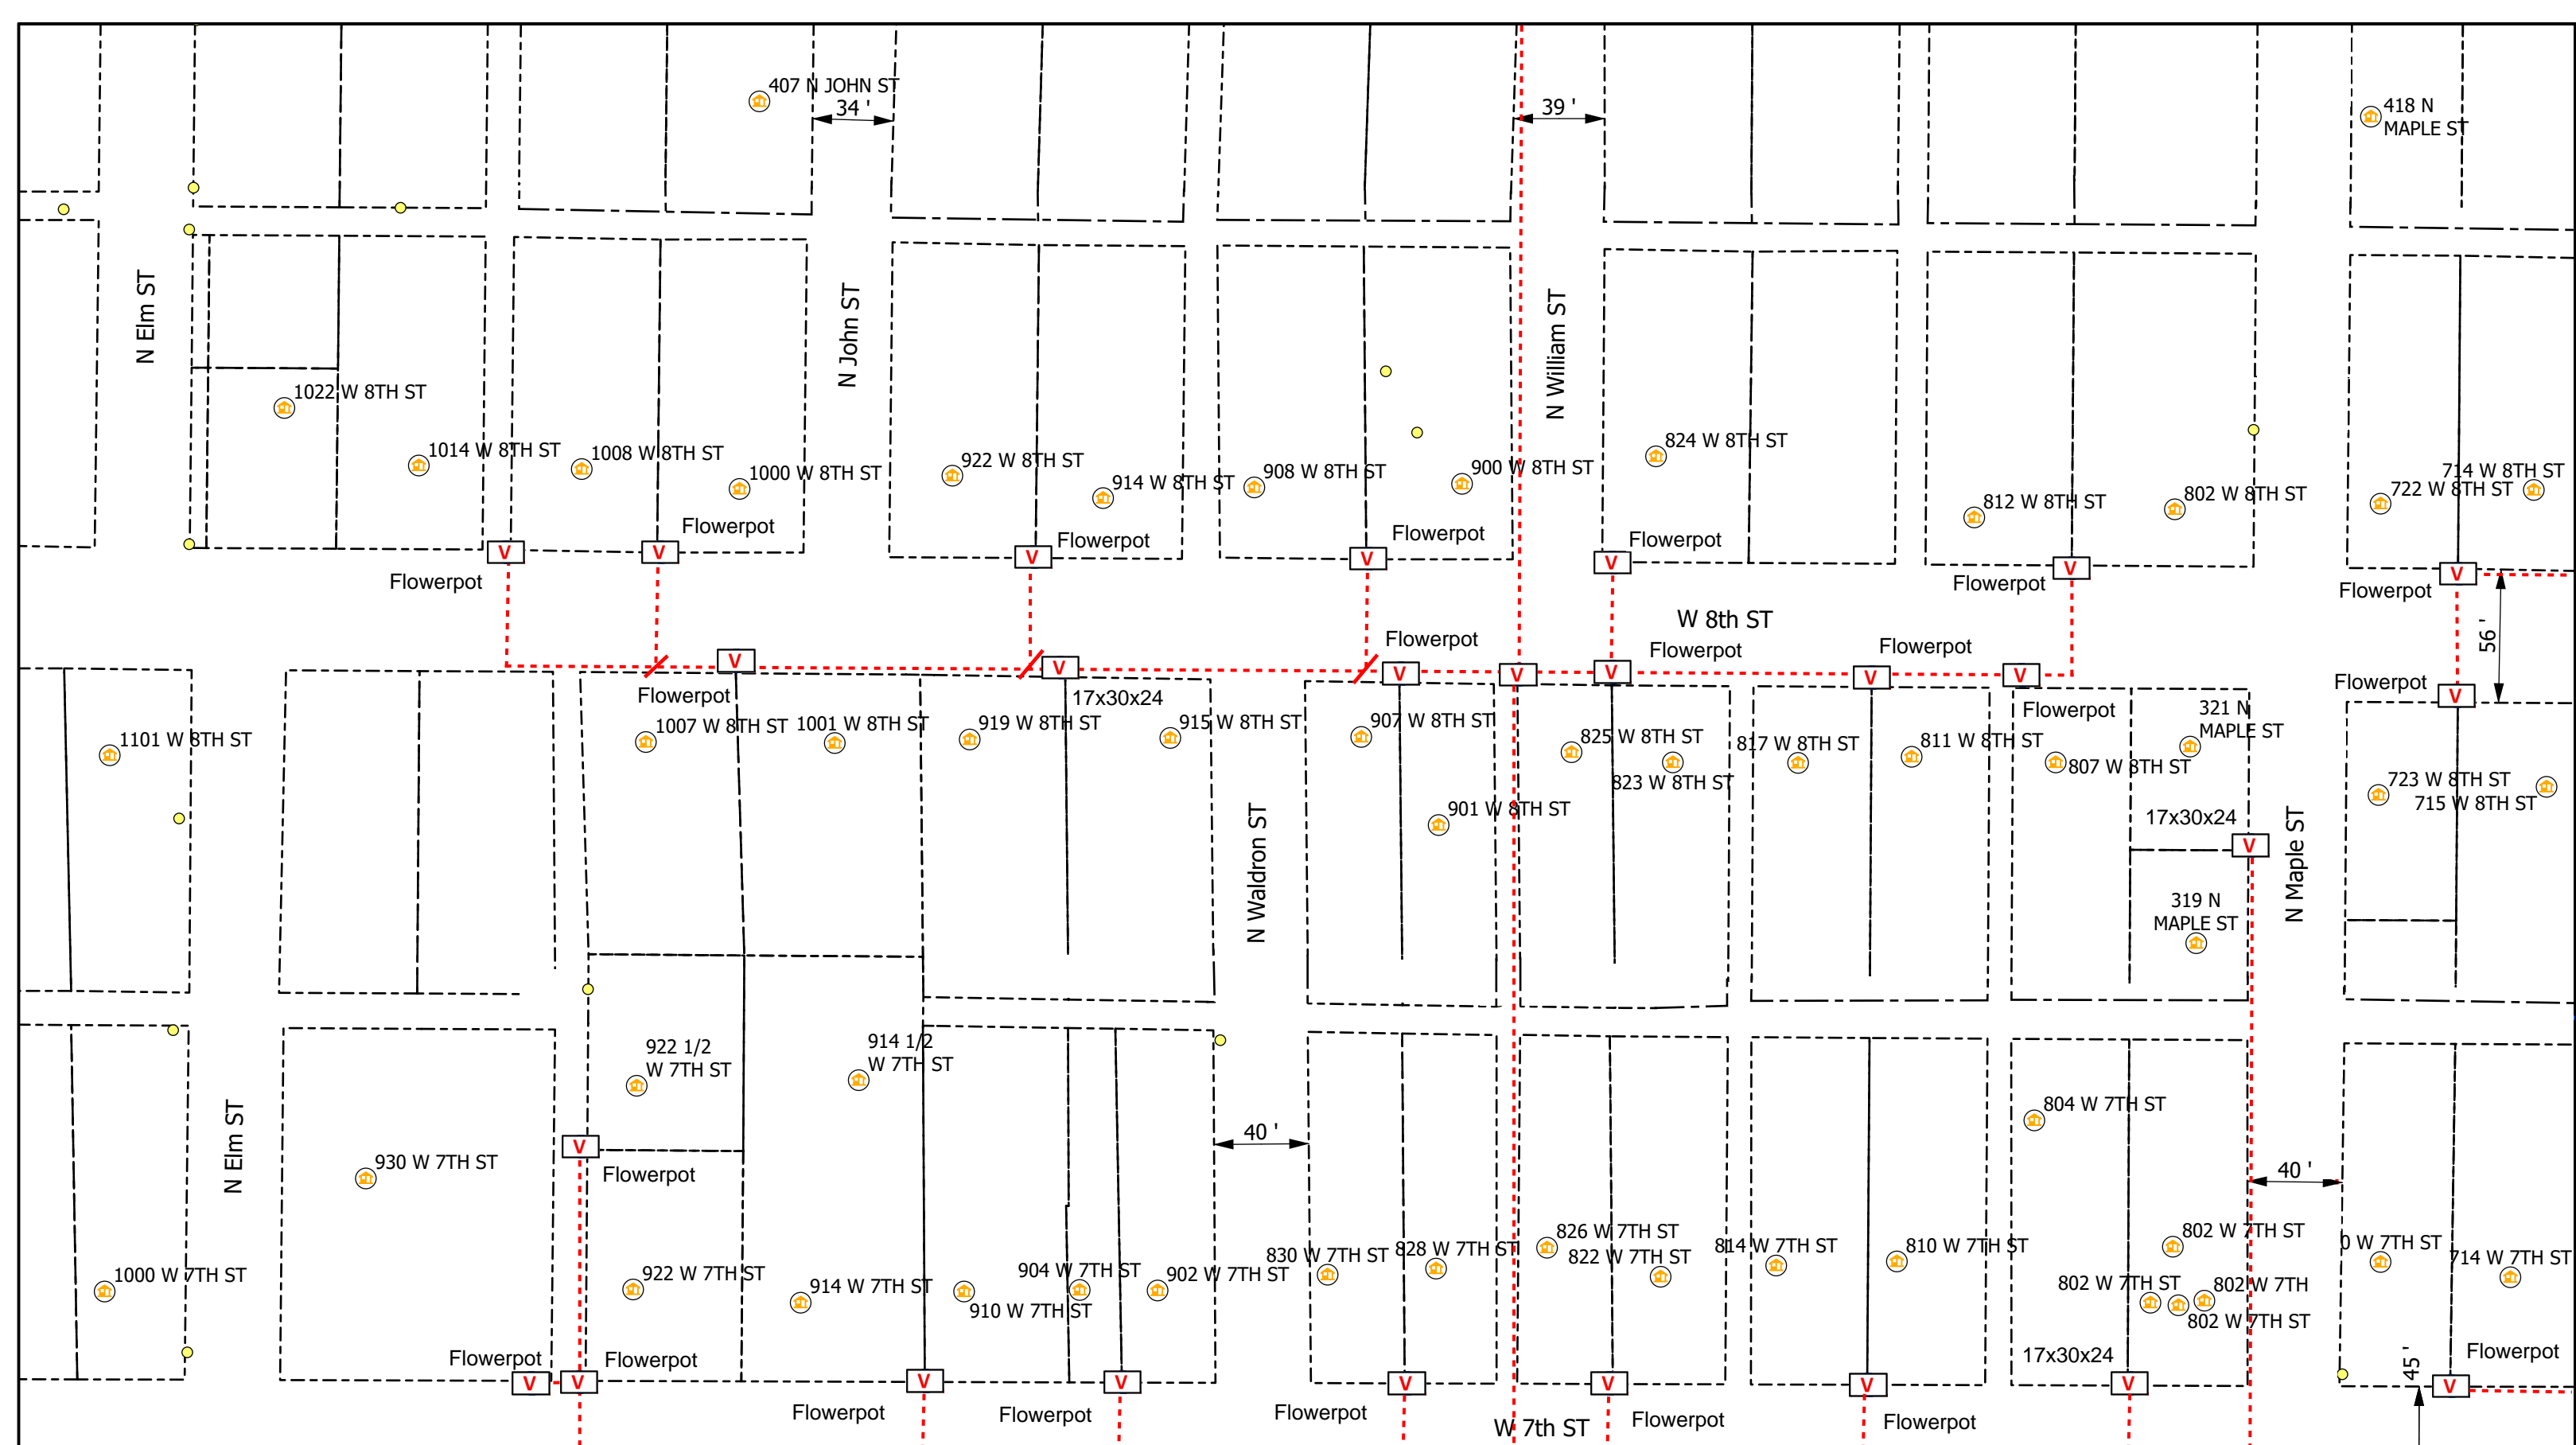 407 N JOHN ST
34 '
39 '
418 N
MAPLE ST
N Elm ST
N John ST
N William ST
1022 W 8TH ST
1014 W 8TH ST
1008 W 8TH ST
1000 W 8TH ST
922 W 8TH ST
914 W 8TH ST
908 W 8TH ST
900 W 8TH ST
824 W 8TH ST
812 W 8TH ST
802 W 8TH ST
714 W 8TH ST
722 W 8TH ST
Flowerpot
Flowerpot
Flowerpot
Flowerpot
V
V
V
V
V
V
V
Flowerpot
Flowerpot
Flowerpot
W 8th ST
56 '
Flowerpot
Flowerpot
Flowerpot
V
V
V
V
V
V
V
Flowerpot
V
Flowerpot
17x30x24
Flowerpot
1101 W 8TH ST
1007 W 8TH ST
1001 W 8TH ST
919 W 8TH ST
915 W 8TH ST
907 W 8TH ST
825 W 8TH ST
823 W 8TH ST
817 W 8TH ST
811 W 8TH ST
807 W 8TH ST
321 N
MAPLE ST
723 W 8TH ST
715 W 8TH ST
901 W 8TH ST
17x30x24
V
N Waldron ST
N Maple ST
319 N
MAPLE ST
922 1/2
W 7TH ST
914 1/2
W 7TH ST
804 W 7TH ST
N Elm ST
V
Flowerpot
40 '
40 '
930 W 7TH ST
1000 W 7TH ST
922 W 7TH ST
914 W 7TH ST
904 W 7TH ST
910 W 7TH ST
902 W 7TH ST
830 W 7TH ST
828 W 7TH ST
826 W 7TH ST
822 W 7TH ST
814 W 7TH ST
810 W 7TH ST
802 W 7TH ST
802 W 7TH ST
802 W 7TH
802 W 7TH ST
0 W 7TH ST
714 W 7TH ST
Flowerpot
Flowerpot
17x30x24
45 '
Flowerpot
V
V
V
V
V
V
V
V
V
Flowerpot
Flowerpot
Flowerpot
W 7th ST
Flowerpot
Flowerpot